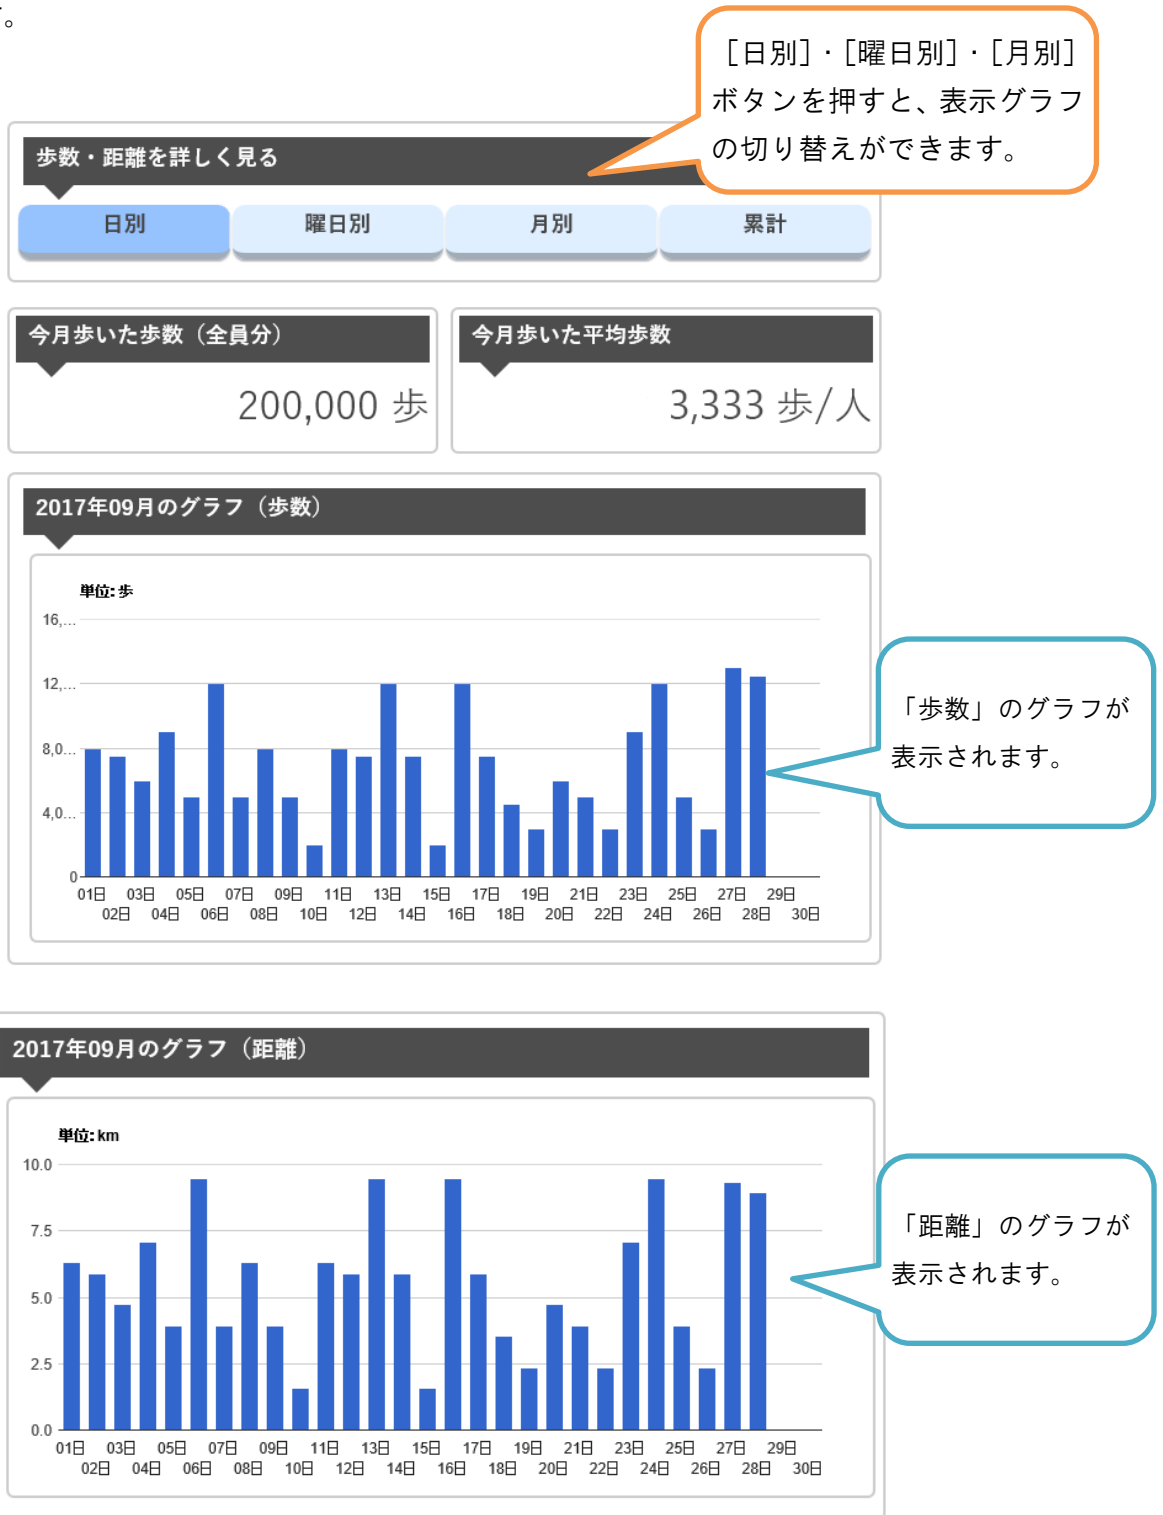 。
［日別］・［曜日別］・［月別］
ボタンを押すと、表示グラフ
の切り替えができます。
歩数・距離を詳しく見る
日別 曜日別 月別 累計
今月歩いた歩数（全員分）
200,000 歩
今月歩いた平均歩数
3,333 歩/人
2017年09月のグラフ（歩数）
単位: 歩
16,...
12,...
8,0...
4,0...
0
01日 03日 05日 07日 09日 11日 13日 15日 17日 19日 21日 23日 25日 27日 29日
02日 04日 06日 08日 10日 12日 14日 16日 18日 20日 22日 24日 26日 28日 30日
「歩数」のグラフが
表示されます。
2017年09月のグラフ（距離）
単位: km
10.0
7.5
5.0
2.5
0.0
01日 03日 05日 07日 09日 11日 13日 15日 17日 19日 21日 23日 25日 27日 29日
02日 04日 06日 08日 10日 12日 14日 16日 18日 20日 22日 24日 26日 28日 30日
「距離」のグラフが
表示されます。